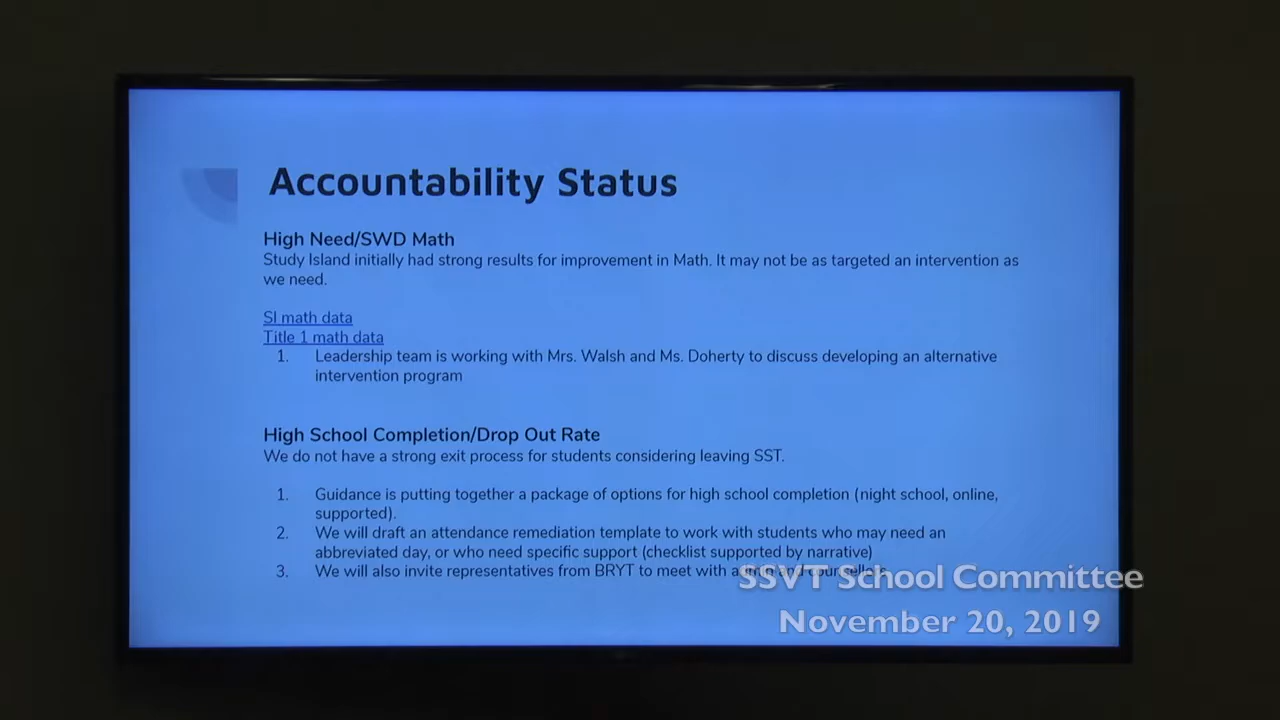 Accountability Status
High Need/SWD Math
Study Island initially had strong results for improvement in Math. It may not be as targeted an intervention as
we need.
SI math data
Title 1 math data
1. Leadership team is working with Mrs. Walsh and Ms. Doherty to discuss developing an alternative
intervention program
High School Completion/Drop Out Rate
We do not have a strong exit process for students considering leaving SST.
1. Guidance is putting together a package of options for high school completion (night school, online,
supported).
2. We will draft an attendance remediation template to work with students who may need an
abbreviated day, or who need specific support (checklist supported by narrative)
3. We will also invite representatives from BRYT to meet with
SSVT School Committee
November 20, 2019